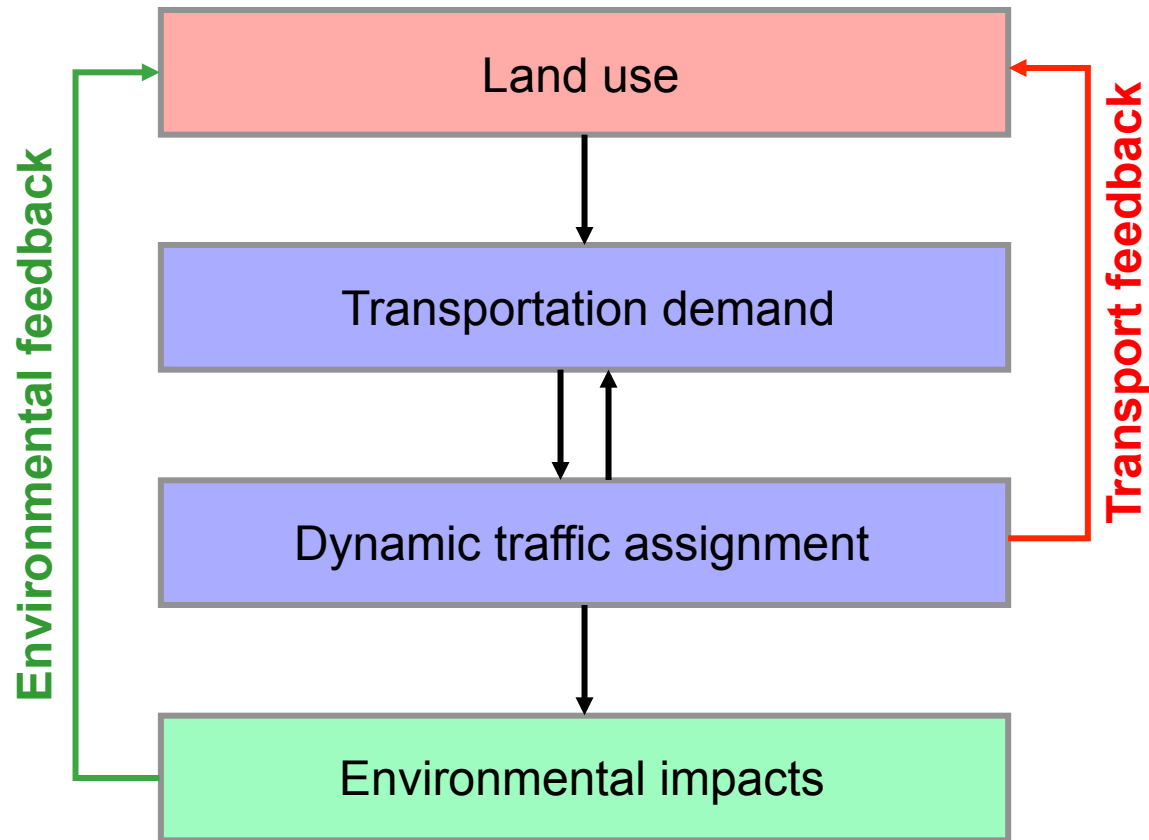 Land use
Transportation demand
Dynamic traffic assignment
Environmental impacts
Environmental feedback
Transport feedback